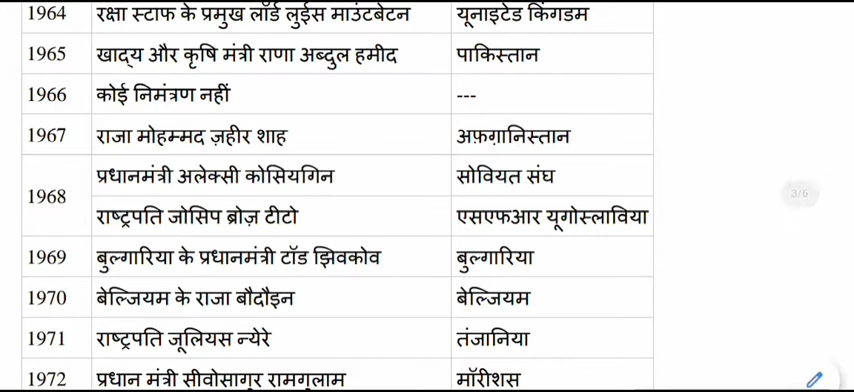 1964 रक्षा स्टाफ के प्रमुख लॉर्ड लुईस माउंटबेटन यूनाइटेड किंगडम
1965 खाद्य और कृषि मंत्री राणा अब्दुल हमीद पाकिस्तान
1966 कोई निमंत्रण नहीं ---
1967 राजा मोहम्मद ज़हीर शाह अफ़ग़ानिस्तान
1968 प्रधानमंत्री अलेक्सी कोसियगिन सोवियत संघ
राष्ट्रपति जोसिप ब्रोज़ टीटो एसएफआर यूगोस्लाविया
1969 बुल्गारिया के प्रधानमंत्री टॉड झिवकोव बुल्गारिया
1970 बेल्जियम के राजा बौदौइन बेल्जियम
1971 राष्ट्रपति जूलियस न्येरे तंजानिया
1972 प्रधान मंत्री सीवोसागुर रामगुलाम मॉरीशस
3/6